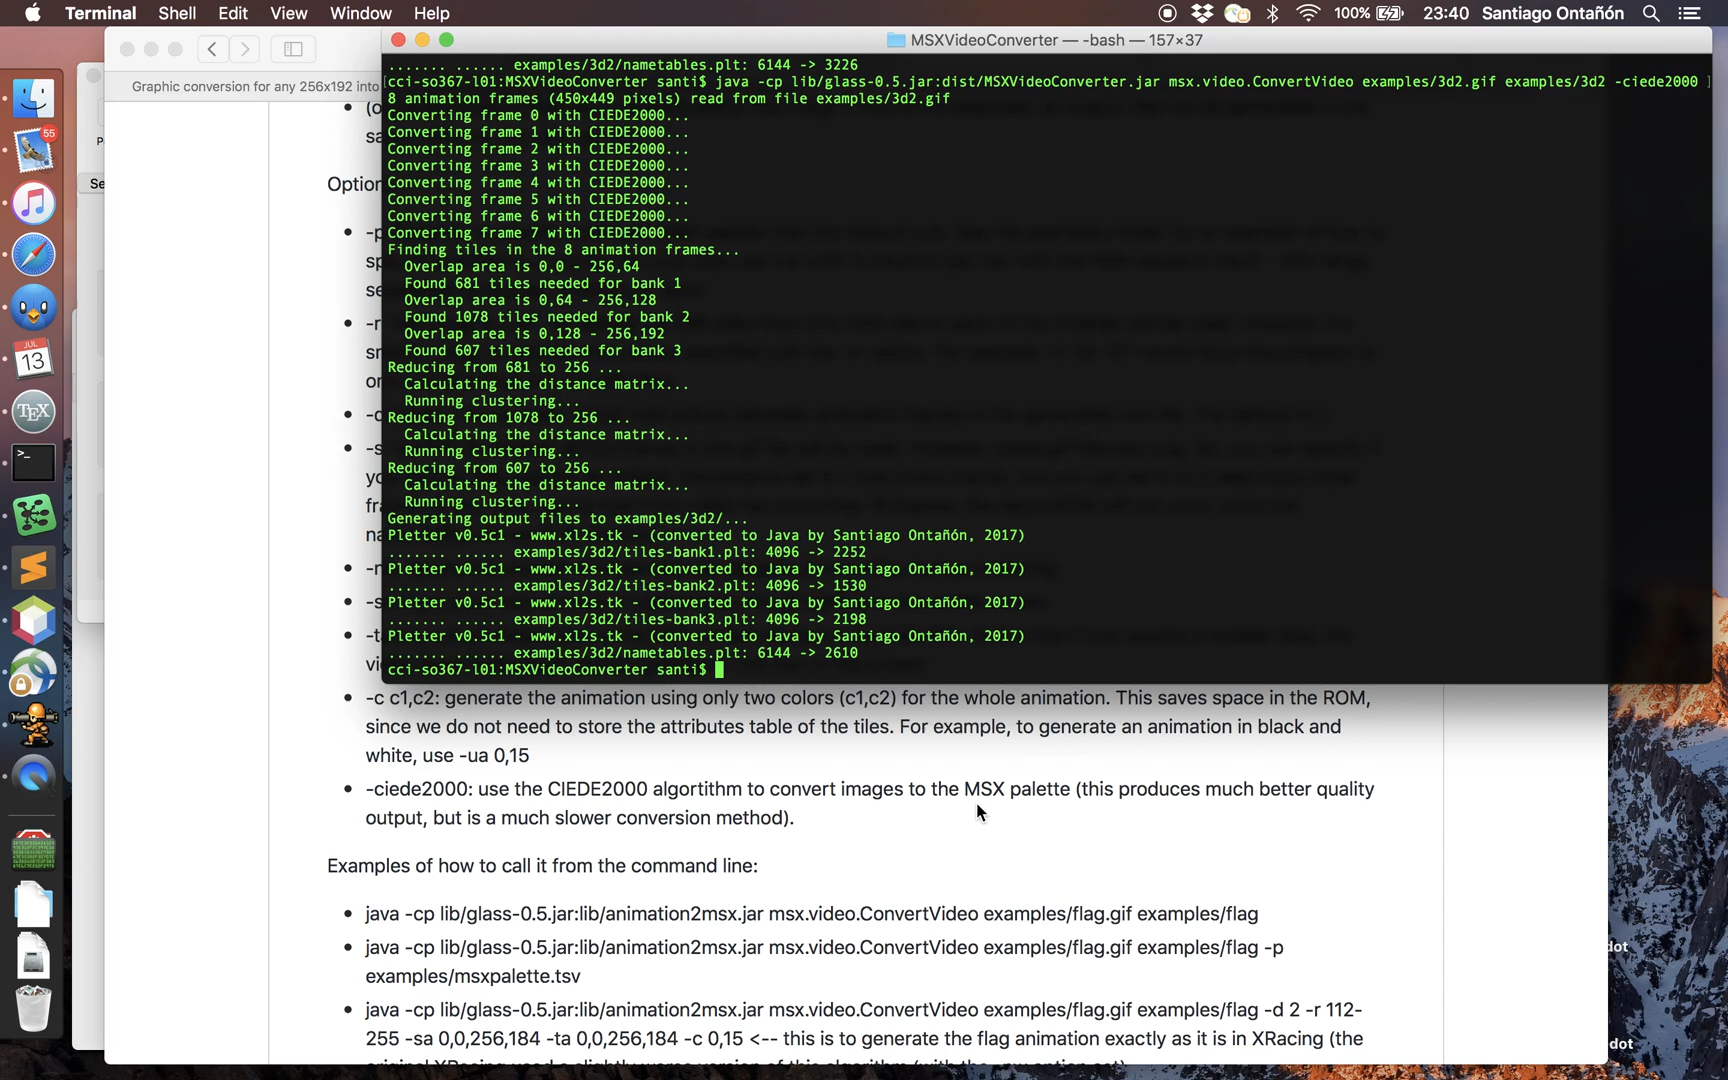 Terminal Shell Edit View Window Help 100% 23:40 Santiago Ontañón
MSXVideoConverter — -bash — 157×37
Graphic conversion for any 256x192 into
....... ...... examples/3d2/nametables.plt: 6144 -> 3226
[cci-so367-l01:MSXVideoConverter santi$ java -cp lib/glass-0.5.jar:dist/MSXVideoConverter.jar msx.video.ConvertVideo examples/3d2.gif examples/3d2 -ciede2000 ]
8 animation frames (450x449 pixels) read from file examples/3d2.gif
Converting frame 0 with CIEDE2000...
Converting frame 1 with CIEDE2000...
Converting frame 2 with CIEDE2000...
Converting frame 3 with CIEDE2000...
Converting frame 4 with CIEDE2000...
Converting frame 5 with CIEDE2000...
Converting frame 6 with CIEDE2000...
Converting frame 7 with CIEDE2000...
Finding tiles in the 8 animation frames...
Overlap area is 0,0 - 256,64
Found 681 tiles needed for bank 1
Overlap area is 0,64 - 256,128
Found 1078 tiles needed for bank 2
Overlap area is 0,128 - 256,192
Found 607 tiles needed for bank 3
Reducing from 681 to 256 ...
Calculating the distance matrix...
Running clustering...
Reducing from 1078 to 256 ...
Calculating the distance matrix...
Running clustering...
Reducing from 607 to 256 ...
Calculating the distance matrix...
Running clustering...
Generating output files to examples/3d2/...
Pletter v0.5c1 - www.xl2s.tk - (converted to Java by Santiago Ontañón, 2017)
....... ...... examples/3d2/tiles-bank1.plt: 4096 -> 2252
Pletter v0.5c1 - www.xl2s.tk - (converted to Java by Santiago Ontañón, 2017)
....... ...... examples/3d2/tiles-bank2.plt: 4096 -> 1530
Pletter v0.5c1 - www.xl2s.tk - (converted to Java by Santiago Ontañón, 2017)
....... ...... examples/3d2/tiles-bank3.plt: 4096 -> 2198
Pletter v0.5c1 - www.xl2s.tk - (converted to Java by Santiago Ontañón, 2017)
....... ...... examples/3d2/nametables.plt: 6144 -> 2610
cci-so367-l01:MSXVideoConverter santi$
• -c c1,c2: generate the animation using only two colors (c1,c2) for the whole animation. This saves space in the ROM,
since we do not need to store the attributes table of the tiles. For example, to generate an animation in black and
white, use -ua 0,15
• -ciede2000: use the CIEDE2000 algortithm to convert images to the MSX palette (this produces much better quality
output, but is a much slower conversion method).
Examples of how to call it from the command line:
• java -cp lib/glass-0.5.jar:lib/animation2msx.jar msx.video.ConvertVideo examples/flag.gif examples/flag
• java -cp lib/glass-0.5.jar:lib/animation2msx.jar msx.video.ConvertVideo examples/flag.gif examples/flag -p
examples/msxpalette.tsv
• java -cp lib/glass-0.5.jar:lib/animation2msx.jar msx.video.ConvertVideo examples/flag.gif examples/flag -d 2 -r 112-
255 -sa 0,0,256,184 -ta 0,0,256,184 -c 0,15 <-- this is to generate the flag animation exactly as it is in XRacing (the
55
JUL
13
TEX
>_
dot
dot